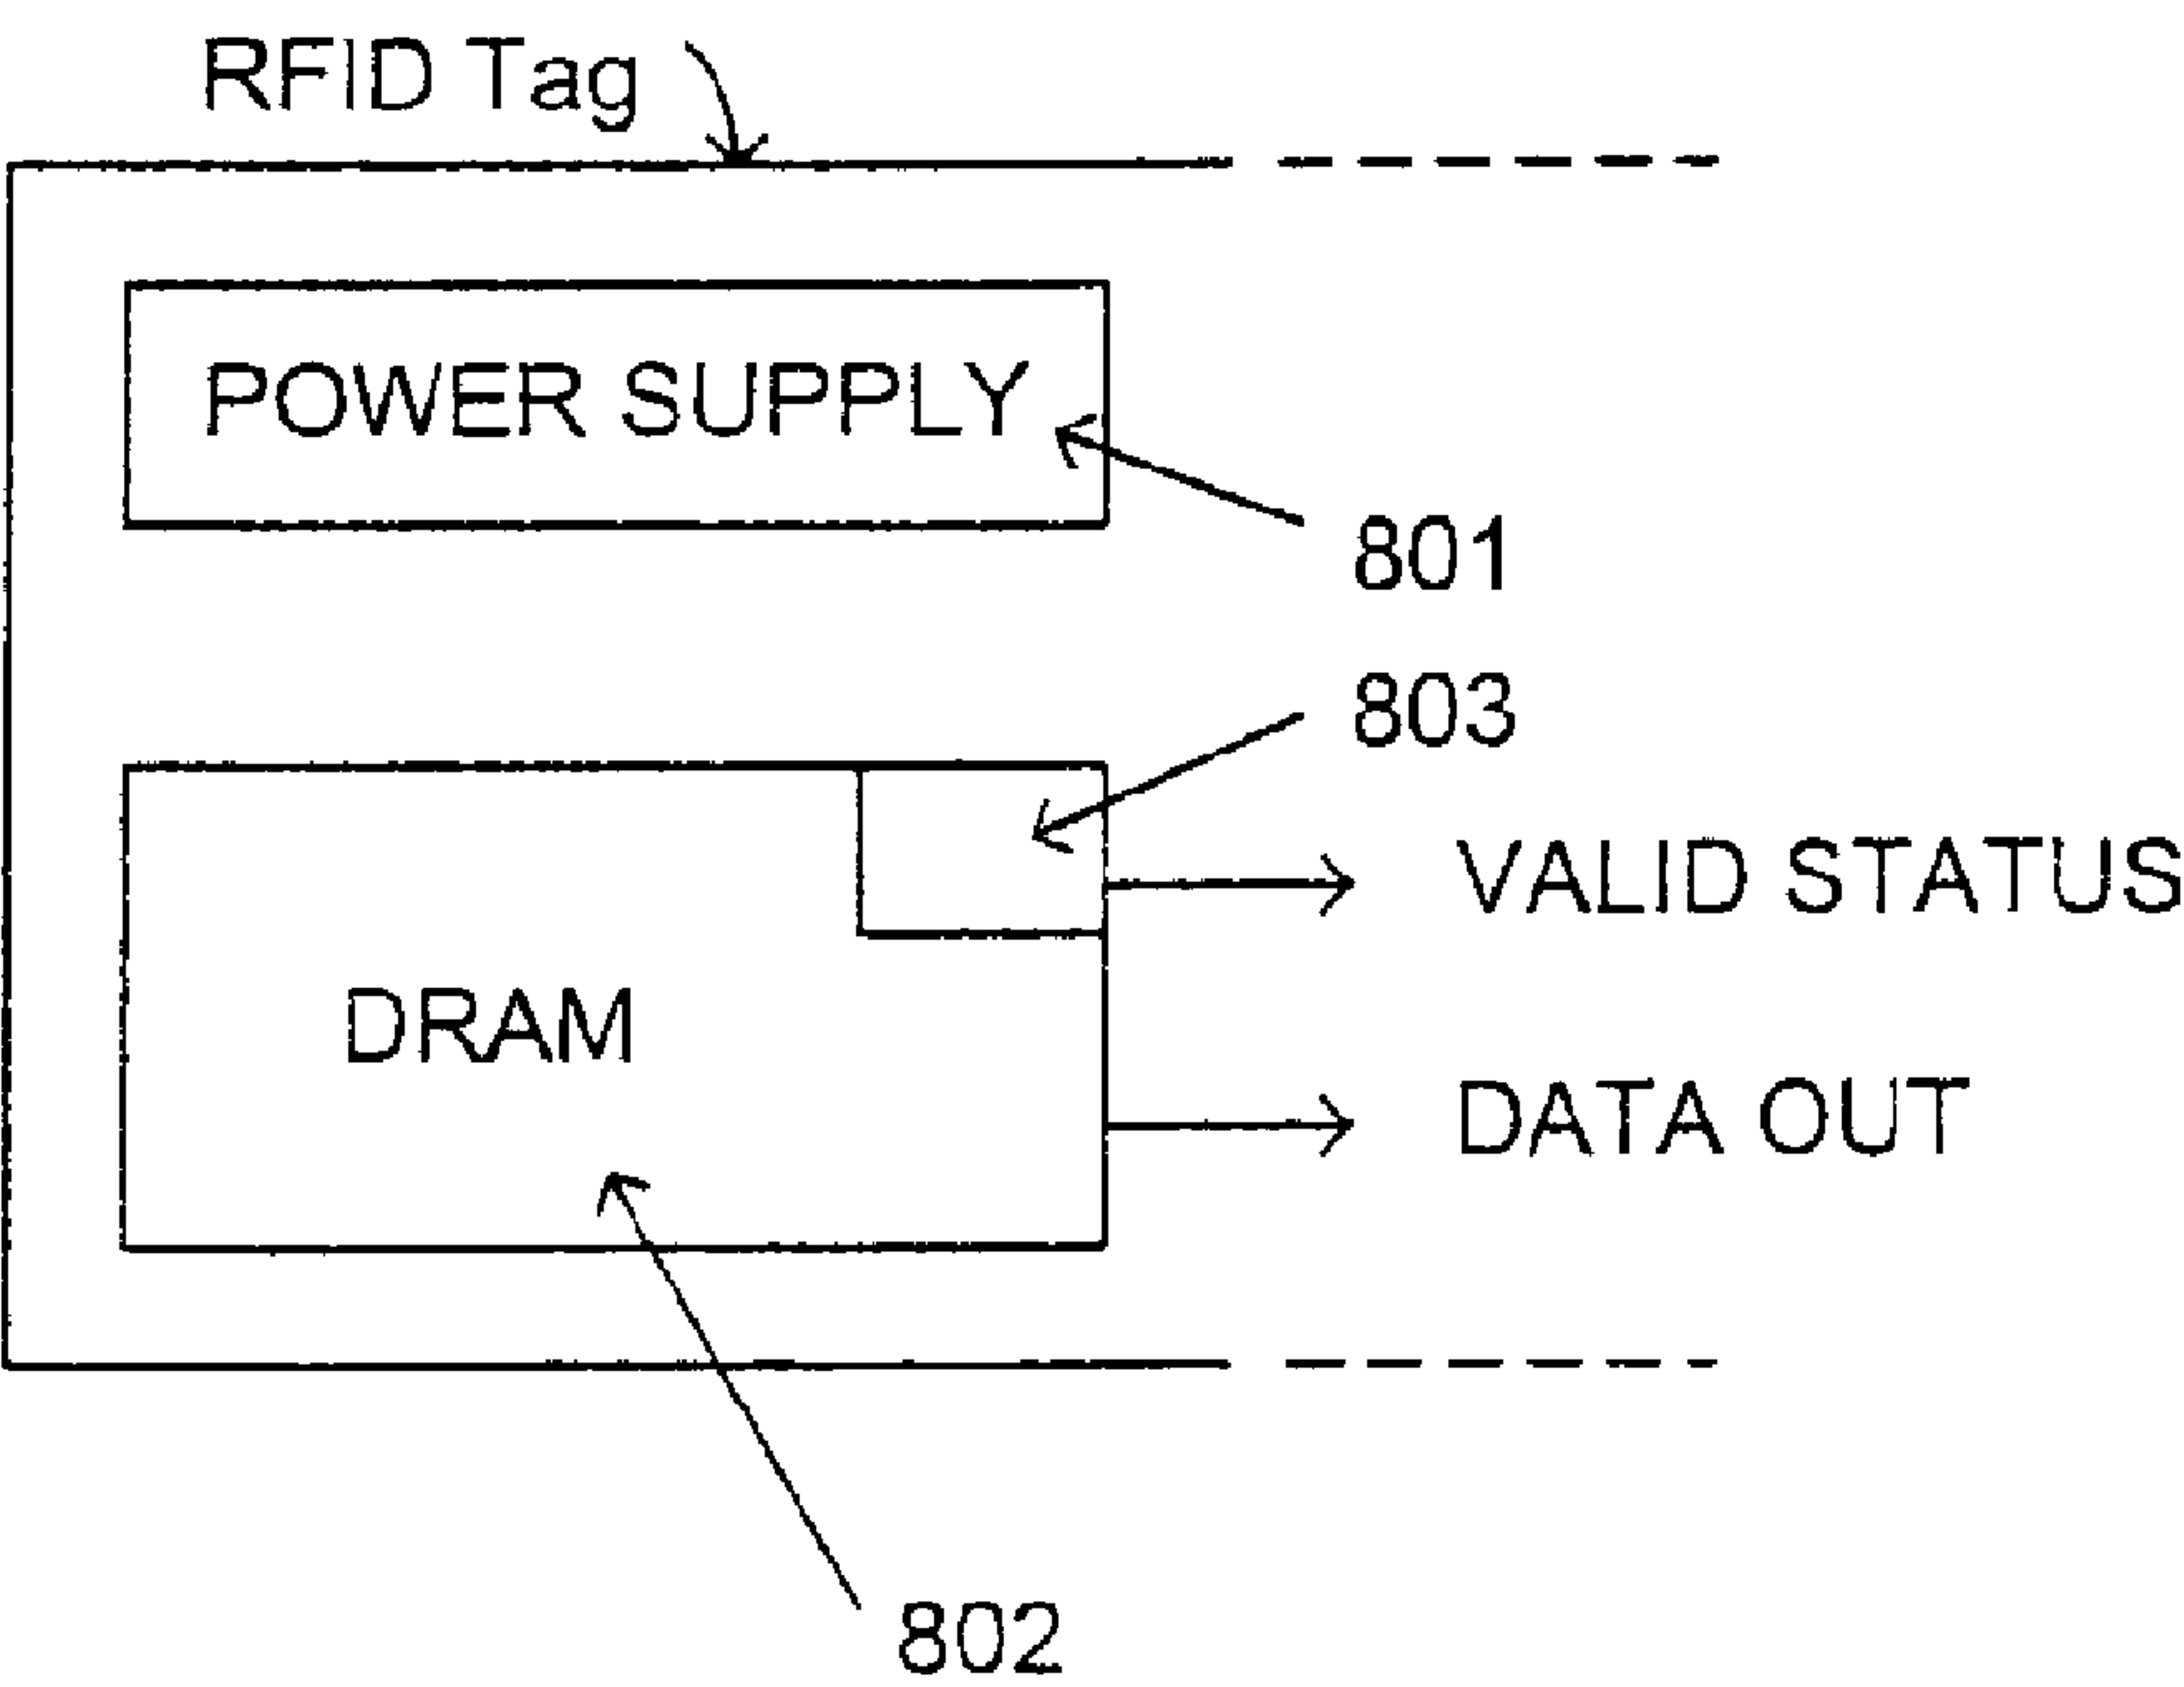 RFID Tag
POWER SUPPLY
801
803
VALID STATUS
DRAM
DATA OUT
802